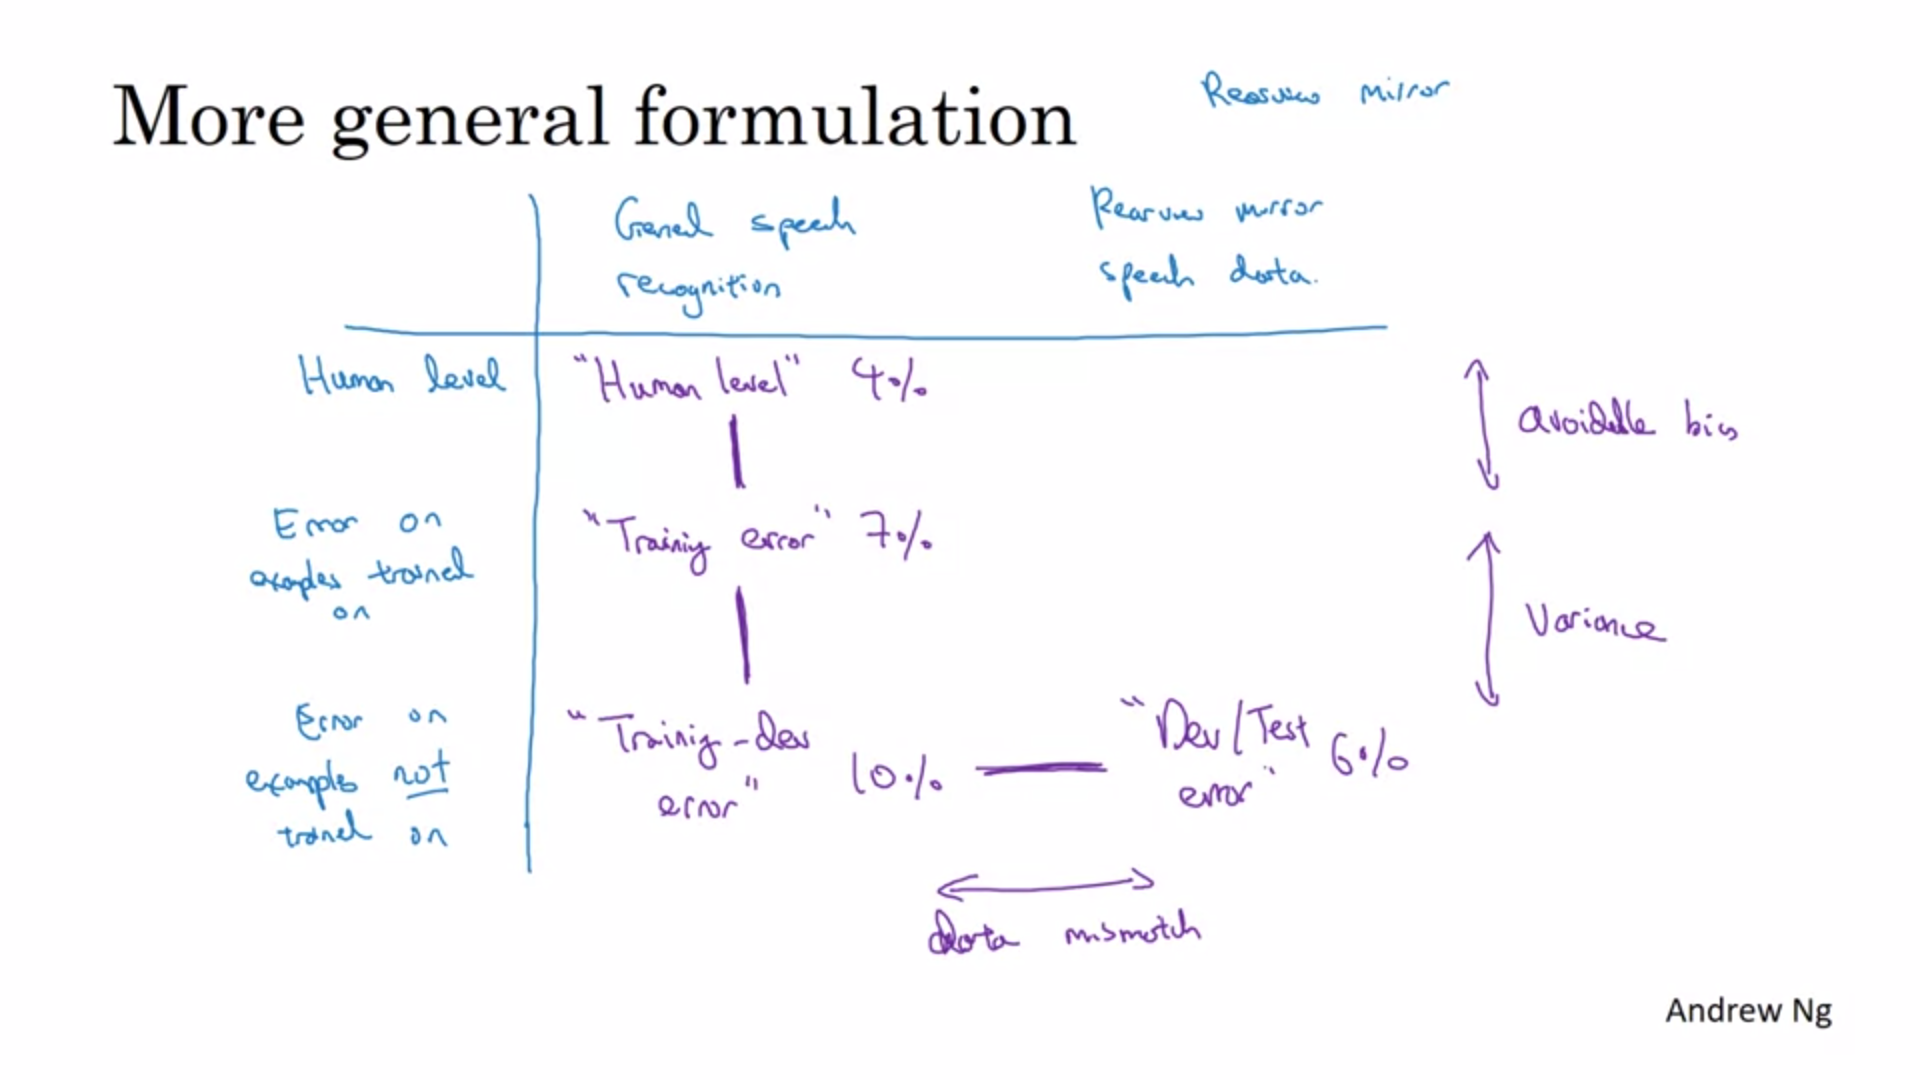 More general formulation
Rearview mirror
General speech
recognition
Rearview mirror
speech data.
Human level
"Human level" 4%
avoidable bias
Error on
examples trained
on
"Training error" 7%
Variance
Error on
examples not
trained on
"Training-dev
error"
10%
"Dev/Test
error"
6%
data mismatch
Andrew Ng